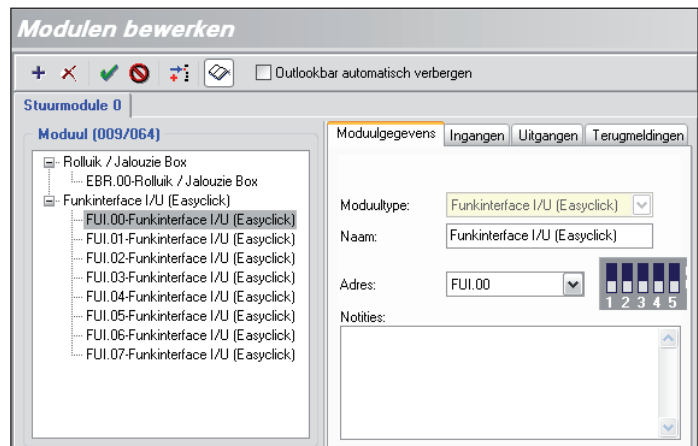 Modulen bewerken
Outlookbar automatisch verbergen
Stuurmodule 0
Moduul (009/064)
Rolluik / Jalouzie Box
EBR.00-Rolluik / Jalouzie Box
Funkinterface I/U (Easyclick)
FUI.00-Funkinterface I/U (Easyclick)
FUI.01-Funkinterface I/U (Easyclick)
FUI.02-Funkinterface I/U (Easyclick)
FUI.03-Funkinterface I/U (Easyclick)
FUI.04-Funkinterface I/U (Easyclick)
FUI.05-Funkinterface I/U (Easyclick)
FUI.06-Funkinterface I/U (Easyclick)
FUI.07-Funkinterface I/U (Easyclick)
Moduulgegevens Ingangen Uitgangen Terugmeldingen
Moduultype: Funkinterface I/U (Easyclick)
Naam: Funkinterface I/U (Easyclick)
Adres: FUI.00
1 2 3 4 5
Notities: